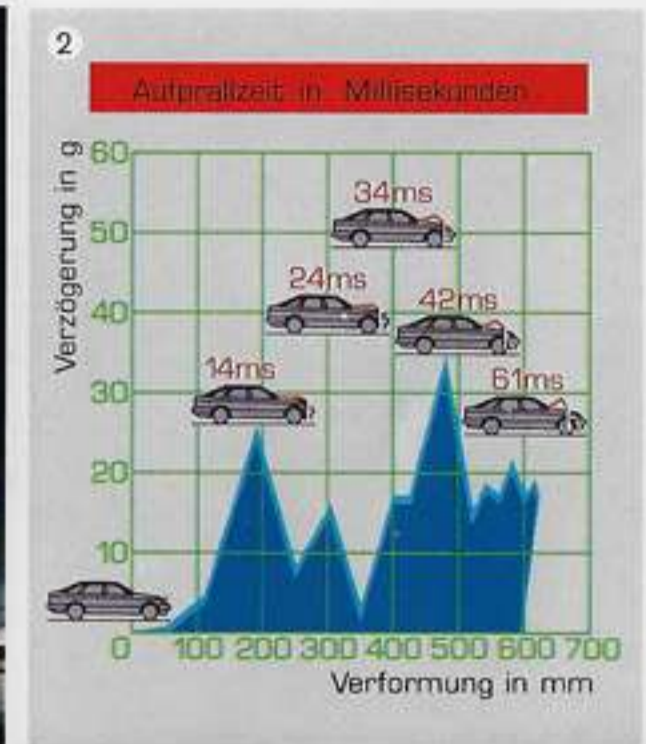 2
Aufprallzeit in Millisekunden
Verzögerung in g
60
50
40
30
20
10
34ms
24ms
42ms
14ms
61ms
0 100 200 300 400 500 600 700
Verformung in mm